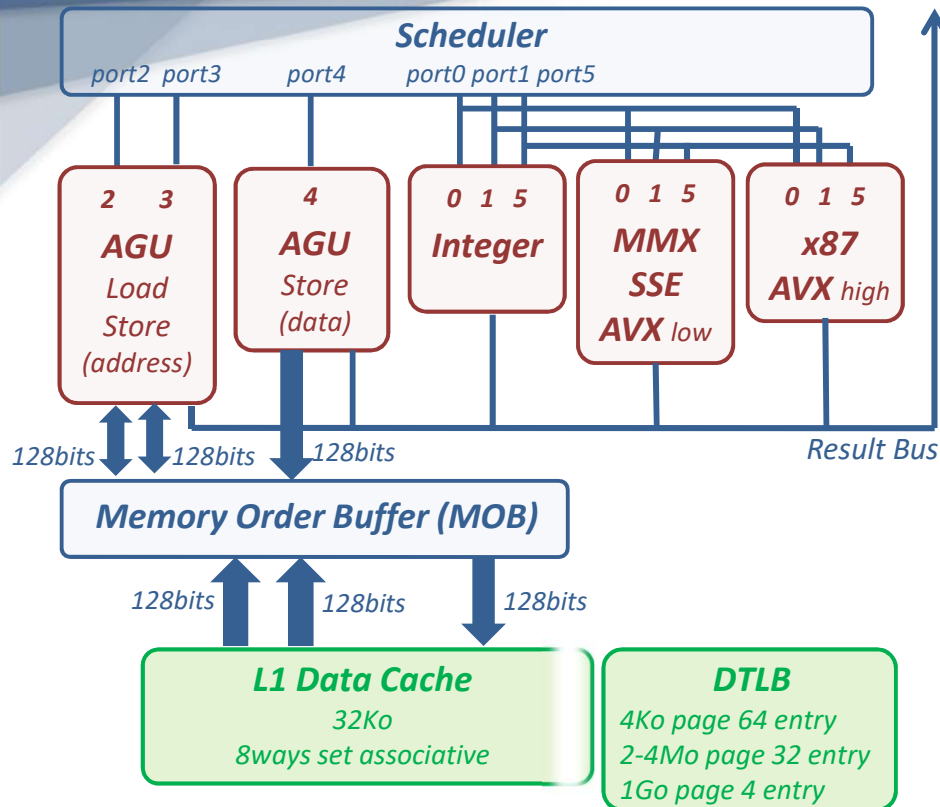 Scheduler
port2 port3 port4 port0 port1 port5
2 3
AGU
Load
Store
(address)
4
AGU
Store
(data)
0 1 5
Integer
0 1 5
MMX
SSE
AVX low
0 1 5
x87
AVX high
128bits 128bits 128bits
Result Bus
Memory Order Buffer (MOB)
128bits 128bits 128bits
L1 Data Cache
32Ko
8ways set associative
DTLB
4Ko page 64 entry
2-4Mo page 32 entry
1Go page 4 entry